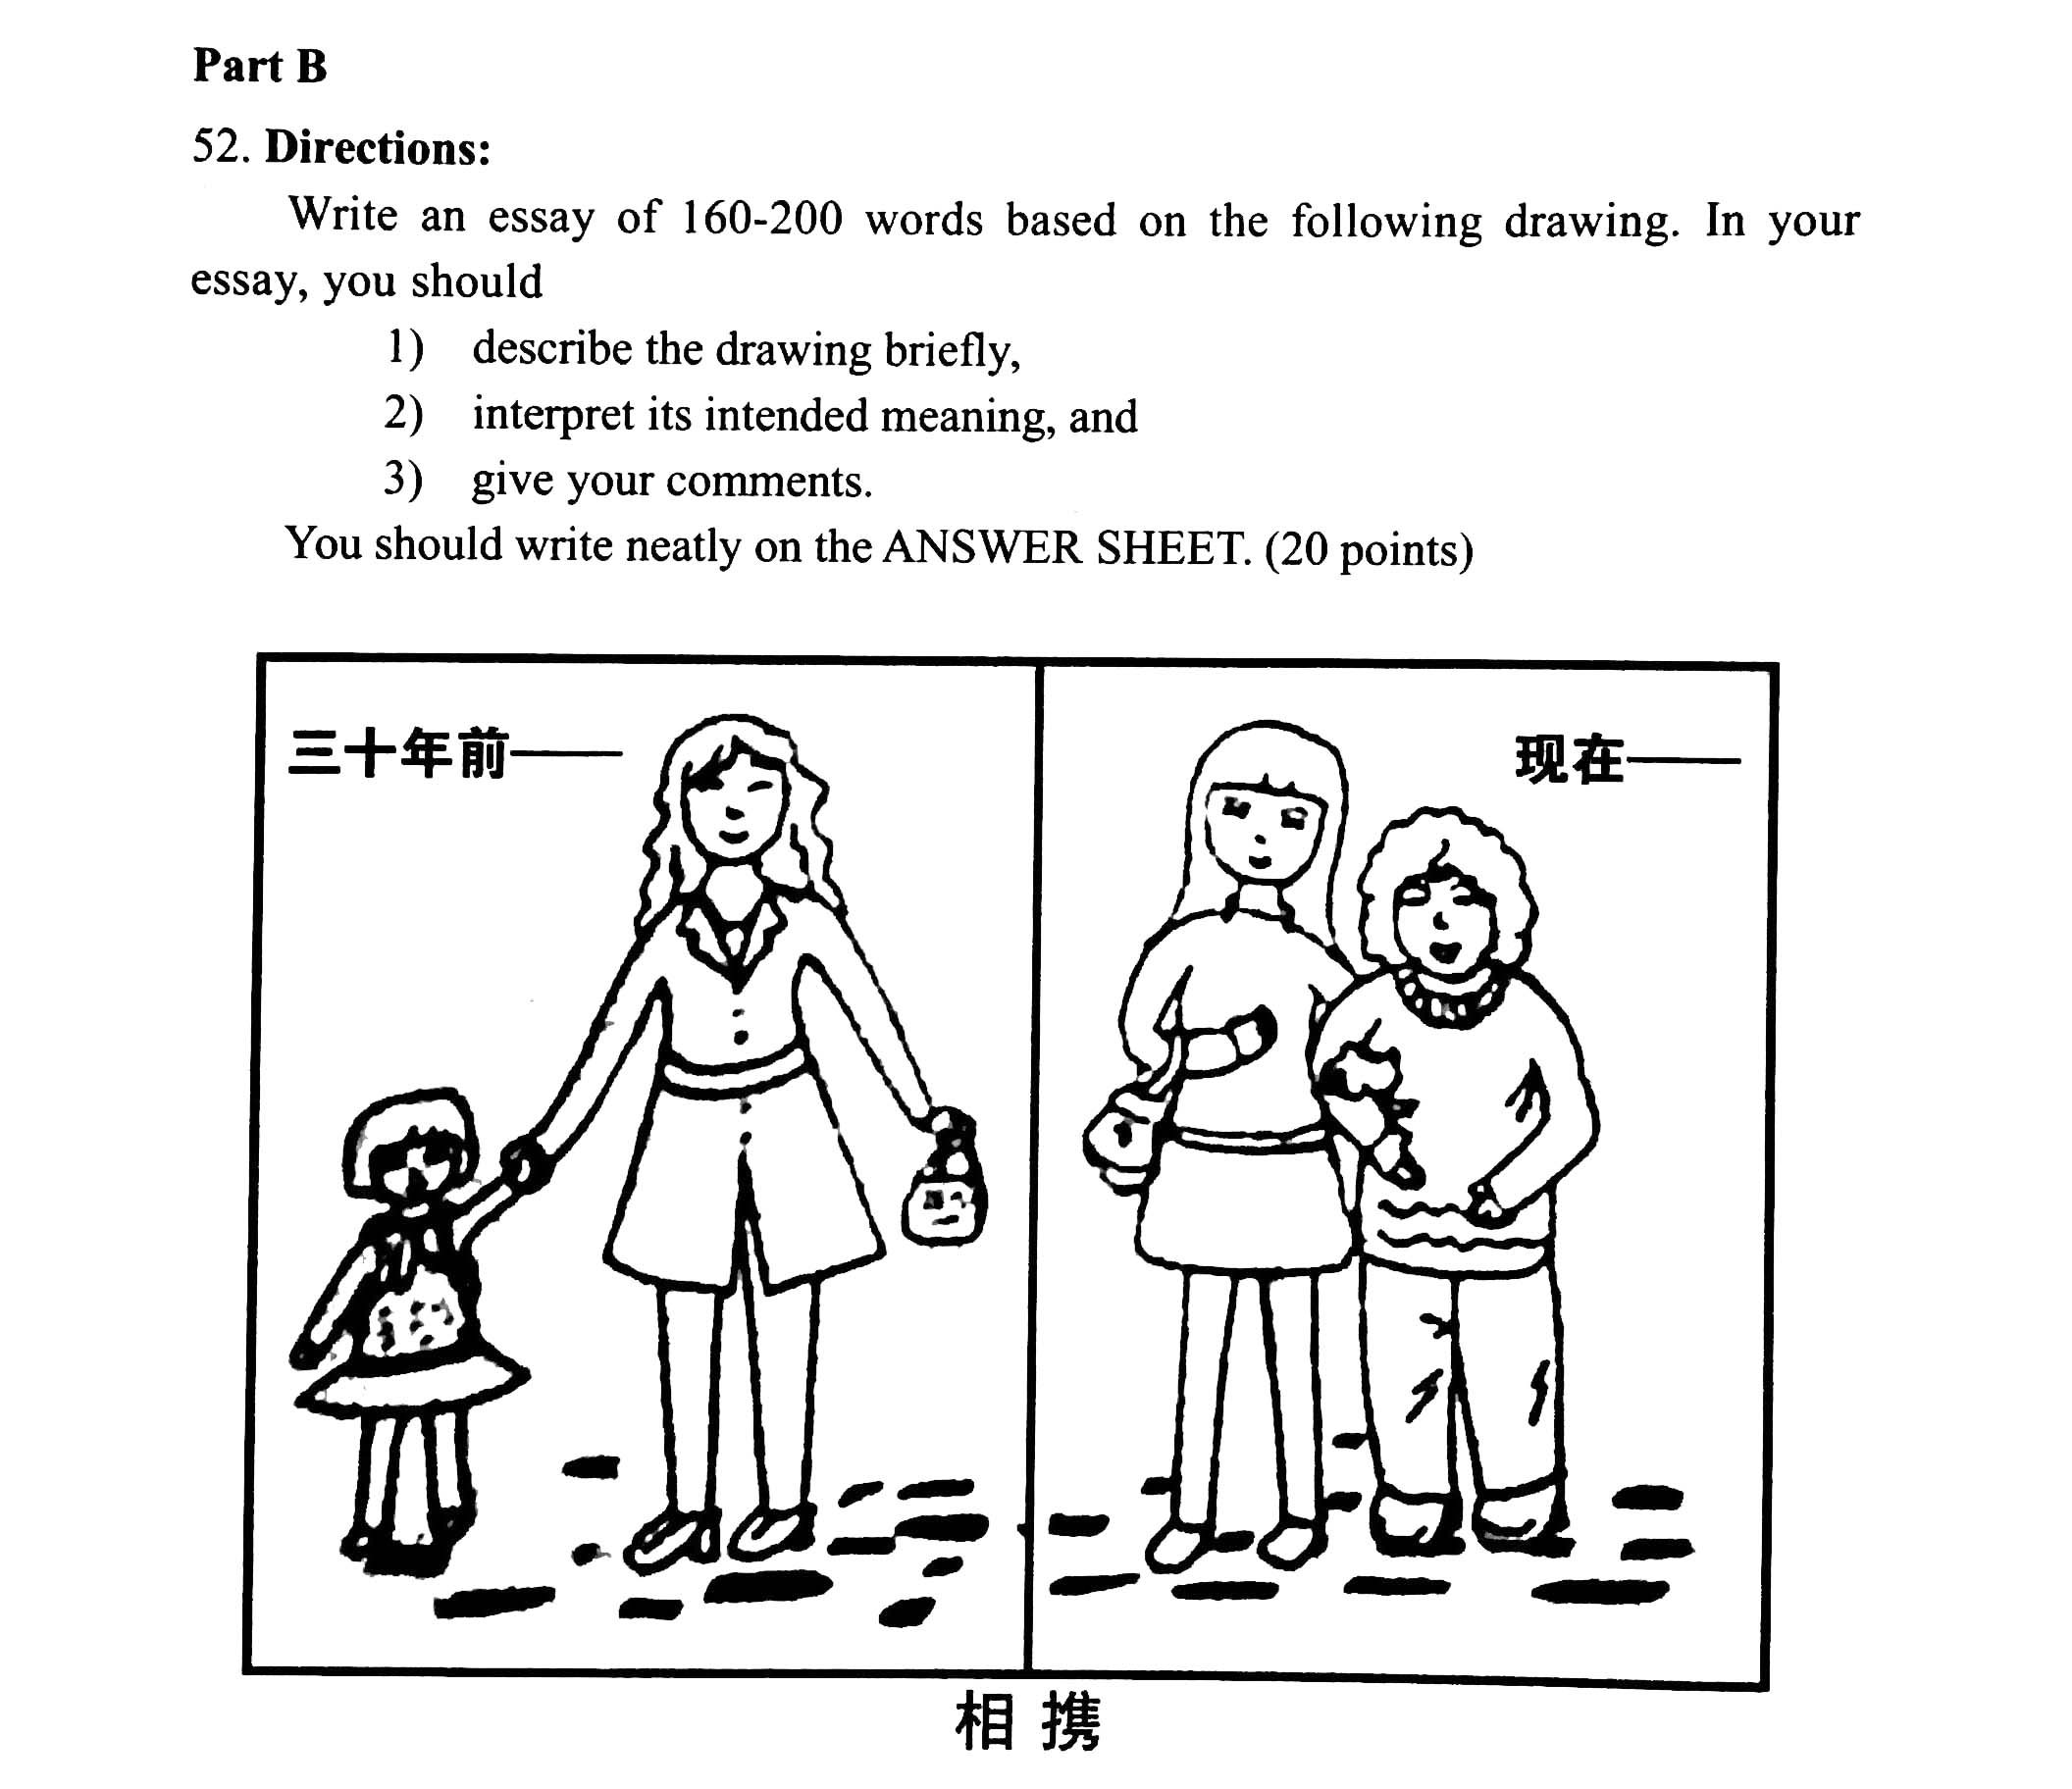 Part B
52. Directions:
Write an essay of 160-200 words based on the following drawing. In your
essay, you should
1) describe the drawing briefly,
2) interpret its intended meaning, and
3) give your comments.
You should write neatly on the ANSWER SHEET. (20 points)
三十年前——
现在——
相 携